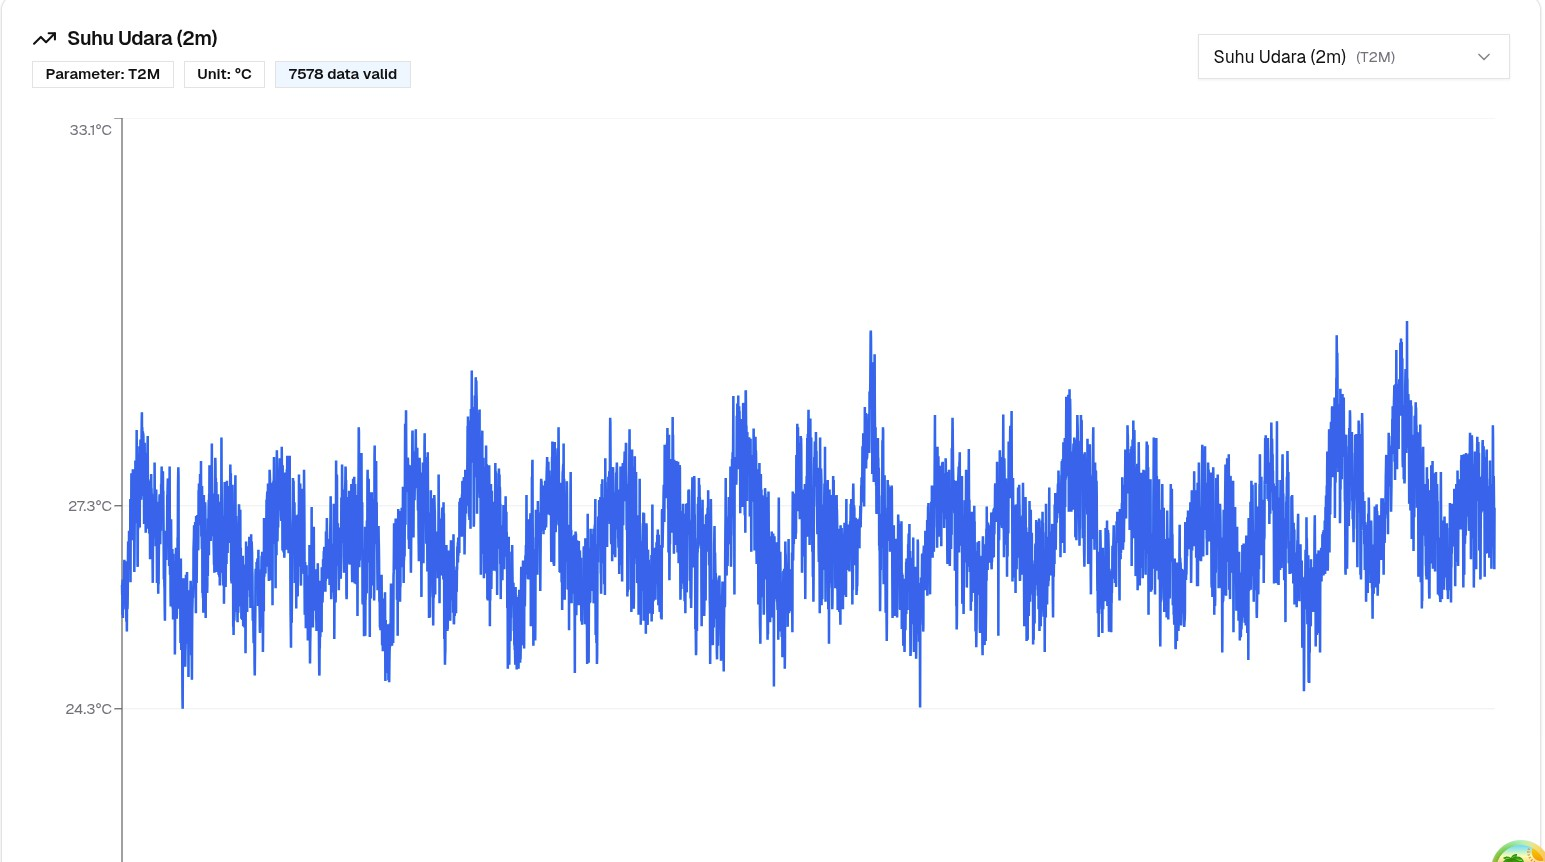 Suhu Udara (2m)
Parameter: T2M Unit: °C 7578 data valid
Suhu Udara (2m) (T2M)
33.1°C
27.3°C
24.3°C